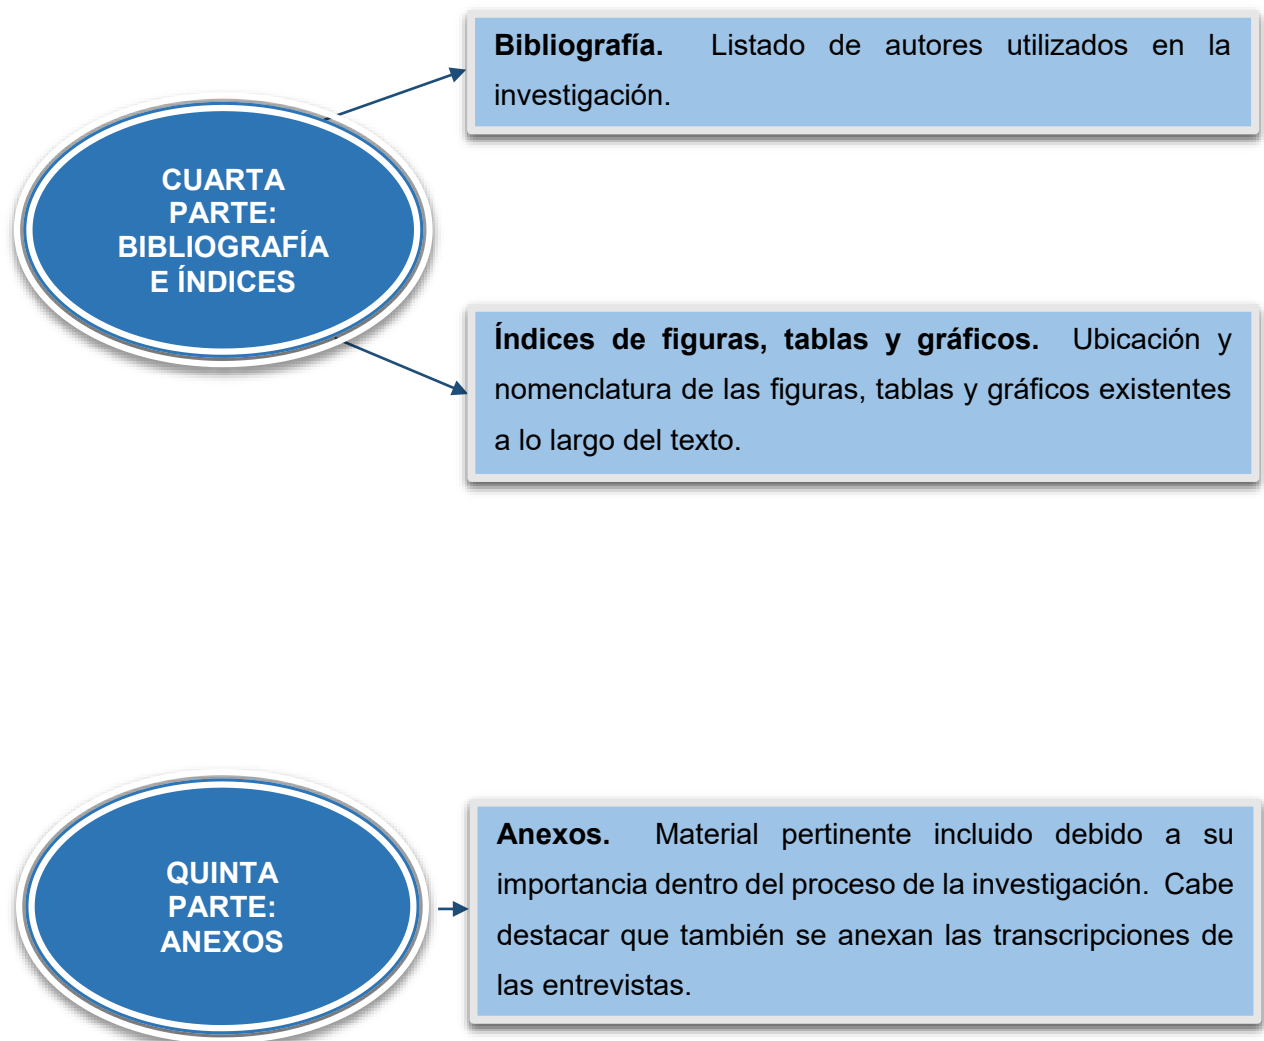 CUARTA
PARTE:
BIBLIOGRAFÍA
E ÍNDICES
Bibliografía. Listado de autores utilizados en la
investigación.
Índices de figuras, tablas y gráficos. Ubicación y
nomenclatura de las figuras, tablas y gráficos existentes
a lo largo del texto.
QUINTA
PARTE:
ANEXOS
Anexos. Material pertinente incluido debido a su
importancia dentro del proceso de la investigación. Cabe
destacar que también se anexan las transcripciones de
las entrevistas.